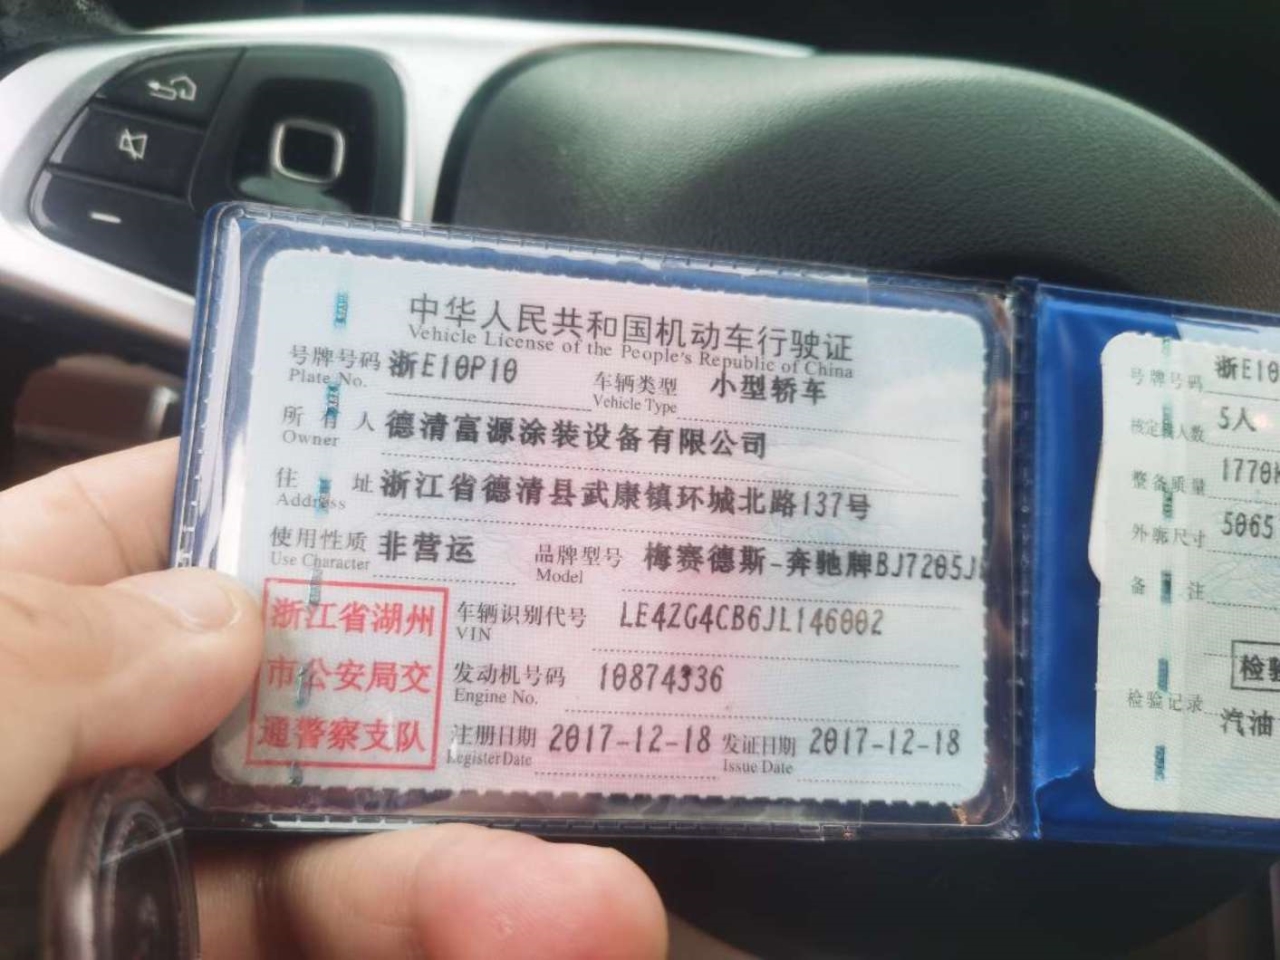 中华人民共和国机动车行驶证
Vehicle License of the People's Republic of China
号牌号码 浙E10P10 车辆类型 小型轿车
Plate No. Vehicle Type
所有人 德清富源涂装设备有限公司
Owner
住址 浙江省德清县武康镇环城北路137号
Address
使用性质 非营运 品牌型号 梅赛德斯-奔驰牌BJ7205J
Use Character Model
浙江省湖州
市公安局交
通警察支队
车辆识别代号 LE4ZG4CB6JL146002
VIN
发动机号码 10874336
Engine No.
注册日期 2017-12-18 发证日期 2017-12-18
Register Date Issue Date
号牌号码 浙E10
核定载人数 5人
整备质量 1770
外廓尺寸 5065
备注
检验
检验记录
汽油